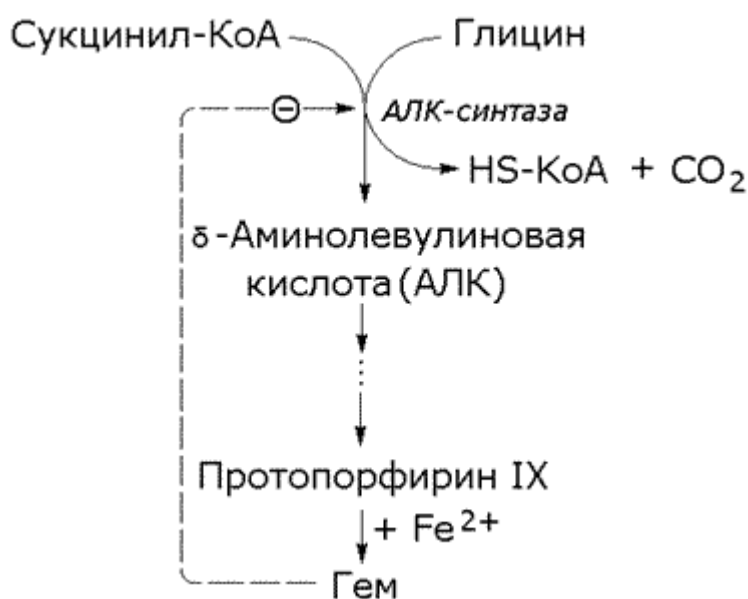 Сукцинил-КоА Глицин
⊖ АЛК-синтаза
HS-КоА + CO₂
δ-Аминолевулиновая
кислота (АЛК)
⋮
Протопорфирин IX
+ Fe²⁺
Гем